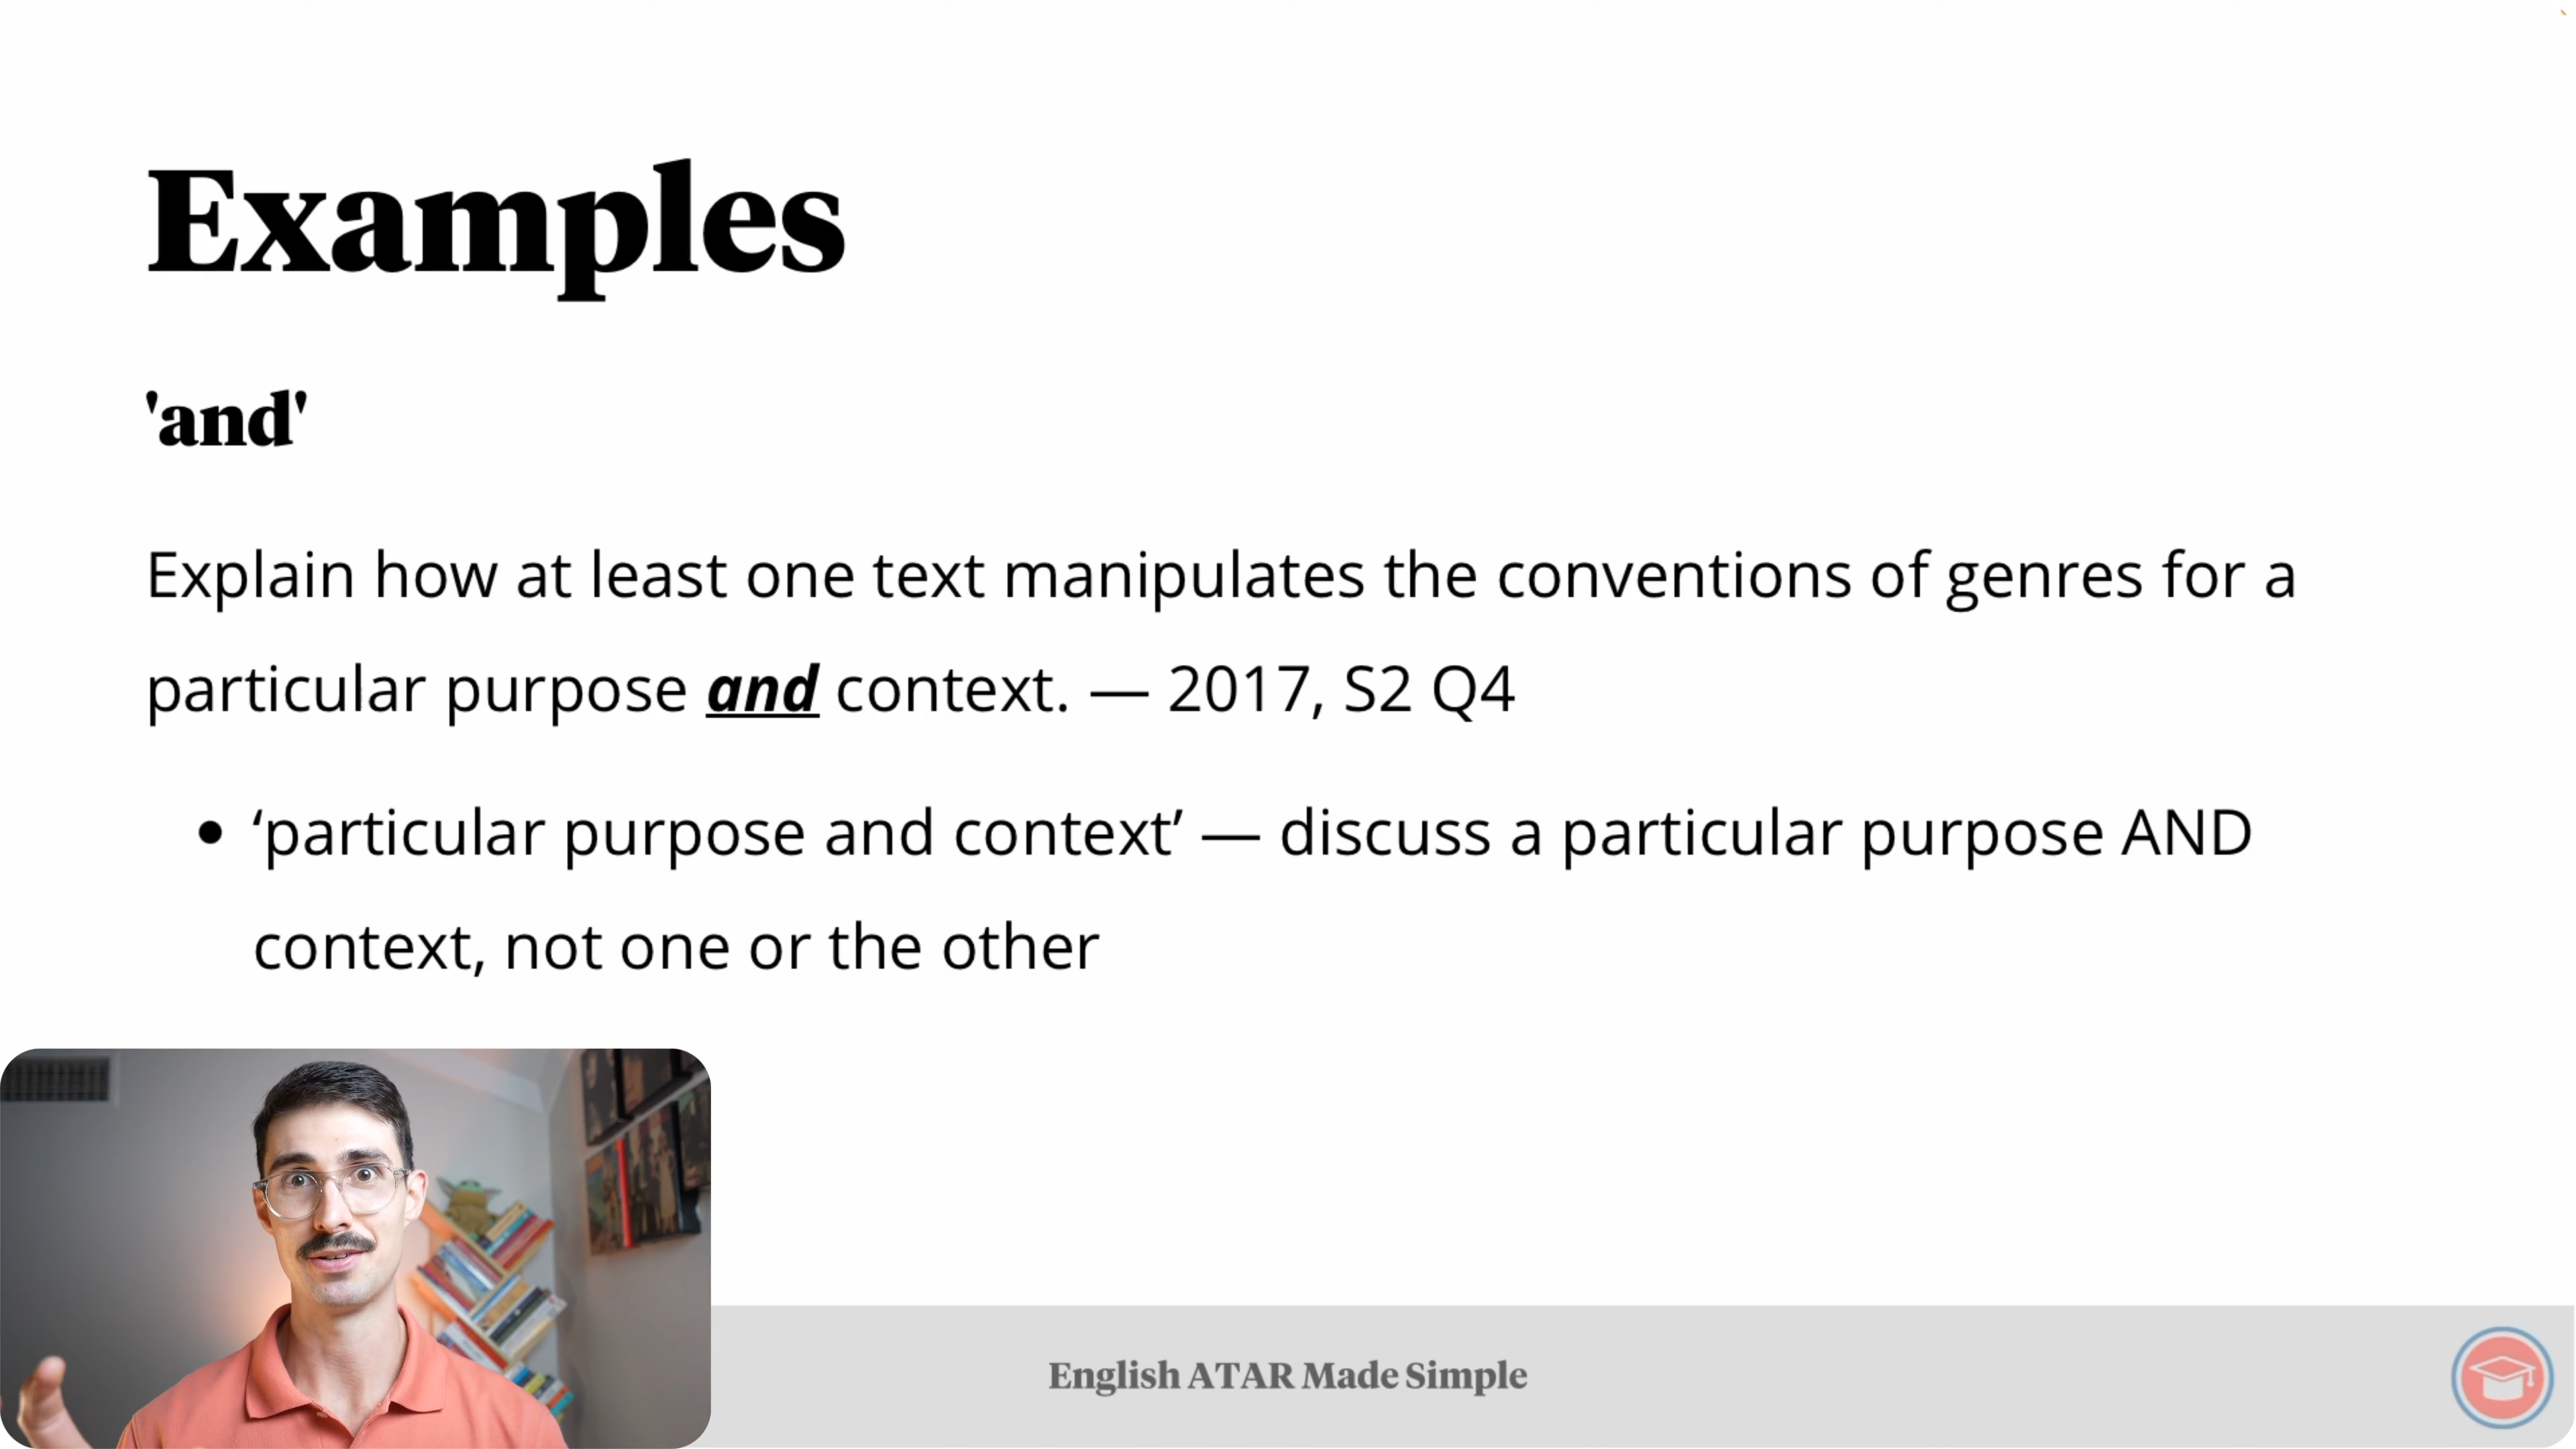 Examples
'and'
Explain how at least one text manipulates the conventions of genres for a
particular purpose and context. — 2017, S2 Q4
• ‘particular purpose and context’ — discuss a particular purpose AND
context, not one or the other
English ATAR Made Simple